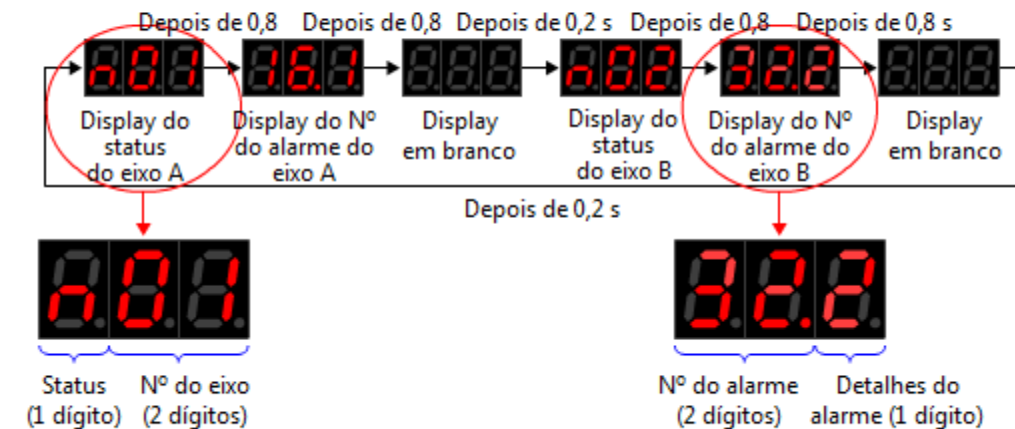 Depois de 0,8 Depois de 0,8 Depois de 0,2 s Depois de 0,8 Depois de 0,8 s
n01 16.1 n02 32.2
Display do
status
do eixo A
Display do Nº
do alarme do
eixo A
Display
em branco
Display do
status
do eixo B
Display do Nº
do alarme do
eixo B
Display
em branco
Depois de 0,2 s
n01 32.2
Status
(1 dígito)
Nº do eixo
(2 dígitos)
Nº do alarme
(2 dígitos)
Detalhes do
alarme (1 dígito)